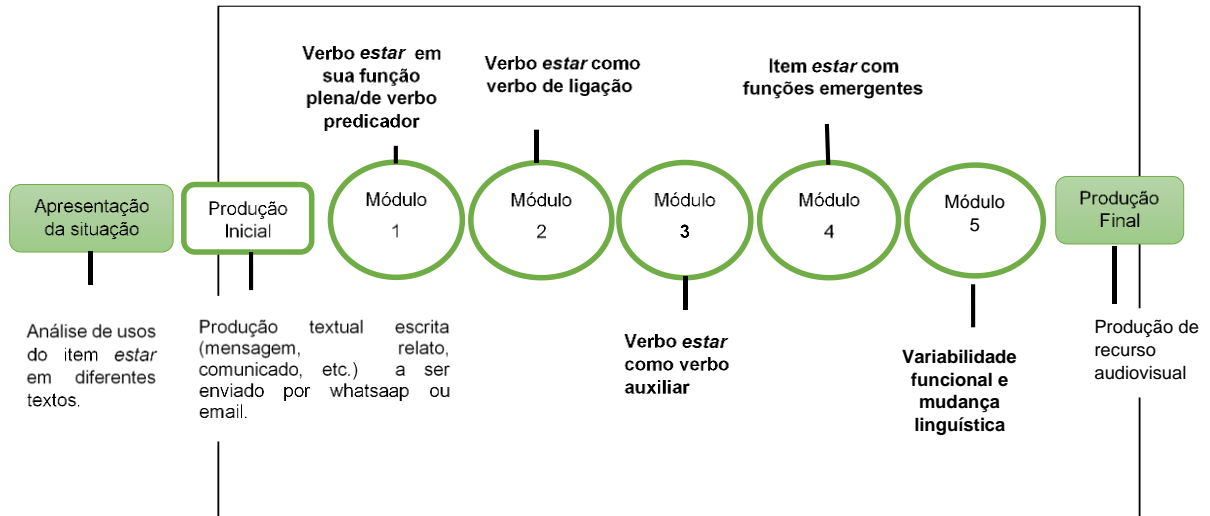 Verbo estar em
sua função
plena/de verbo
predicador
Verbo estar como
verbo de ligação
Item estar com
funções emergentes
Apresentação
da situação
Produção
Inicial
Módulo
1
Módulo
2
Módulo
3
Módulo
4
Módulo
5
Produção
Final
Análise de usos
do item estar
em diferentes
textos.
Produção textual escrita
(mensagem, relato,
comunicado, etc.) a ser
enviado por whatsaap ou
email.
Verbo estar
como verbo
auxiliar
Variabilidade
funcional e
mudança
linguística
Produção de
recurso
audiovisual